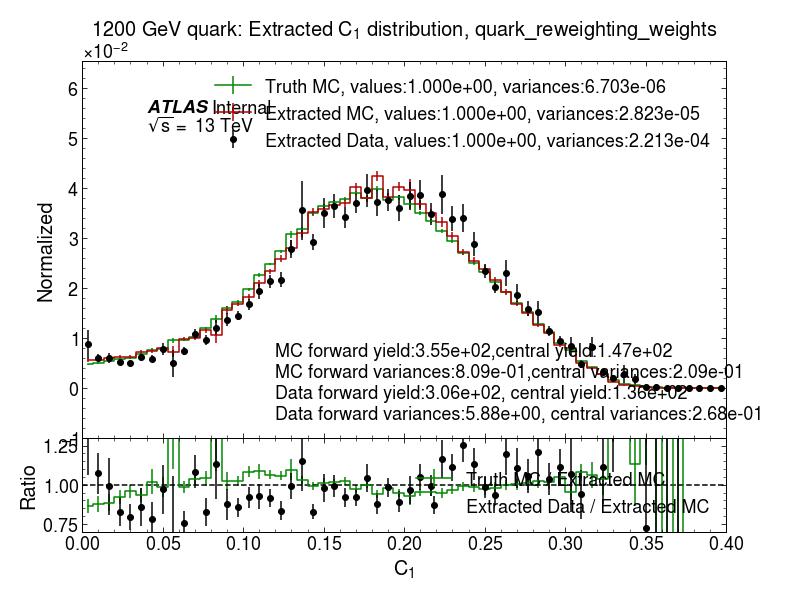 1200 GeV quark: Extracted C₁ distribution, quark_reweighting_weights
×10⁻²
Truth MC, values:1.000e+00, variances:6.703e-06
ATLAS Internal
Extracted MC, values:1.000e+00, variances:2.823e-05
√s = 13 TeV
Extracted Data, values:1.000e+00, variances:2.213e-04
6
5
4
3
2
1
0
−1
Normalized
MC forward yield:3.55e+02,central yield:1.47e+02
MC forward variances:8.09e-01,central variances:2.09e-01
Data forward yield:3.06e+02, central yield:1.36e+02
Data forward variances:5.88e+00, central variances:2.68e-01
1.25
1.00
0.75
Ratio
Truth MC / Extracted MC
Extracted Data / Extracted MC
0.00 0.05 0.10 0.15 0.20 0.25 0.30 0.35 0.40
C₁